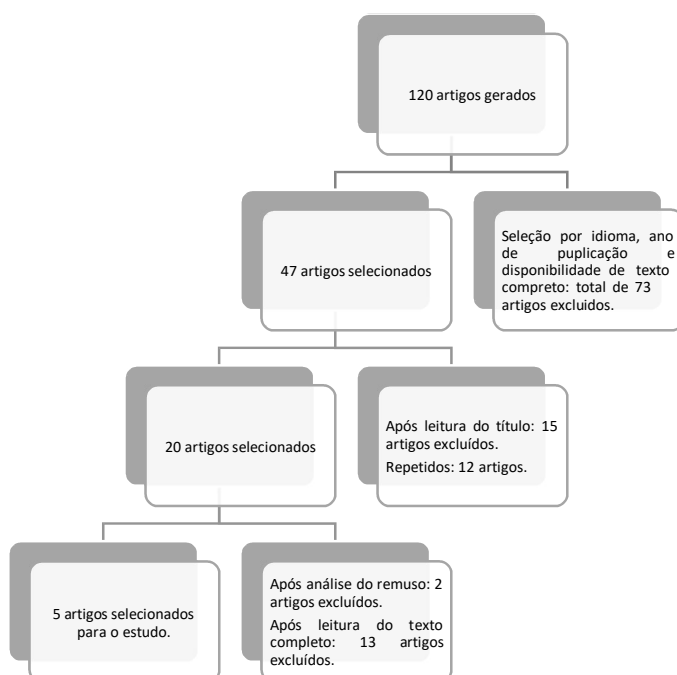 120 artigos gerados
47 artigos selecionados
Seleção por idioma, ano
de puplicação e
disponibilidade de texto
compreto: total de 73
artigos excluidos.
20 artigos selecionados
Após leitura do título: 15
artigos excluídos.
Repetidos: 12 artigos.
5 artigos selecionados
para o estudo.
Após análise do remuso: 2
artigos excluídos.
Após leitura do texto
completo: 13 artigos
excluídos.